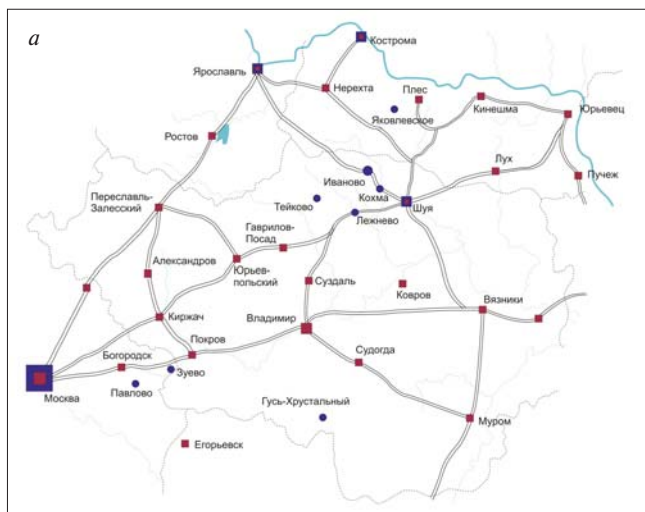 а
Кострома
Ярославль
Нерехта
Плес
Кинешма
Юрьевец
Яковлевское
Ростов
Иваново
Лух
Пучеж
Кохма
Шуя
Тейково
Лежнево
Переславль-
Залесский
Гаврилов-
Посад
Александров
Юрьев-
польский
Суздаль
Ковров
Вязники
Киржач
Владимир
Покров
Богородск
Судогда
Москва
Павлово
Зуево
Гусь-Хрустальный
Муром
Егорьевск